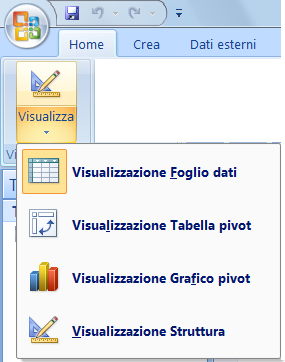 Home Crea Dati esterni
Visualizza
Visualizzazione Foglio dati
Visualizzazione Tabella pivot
Visualizzazione Grafico pivot
Visualizzazione Struttura